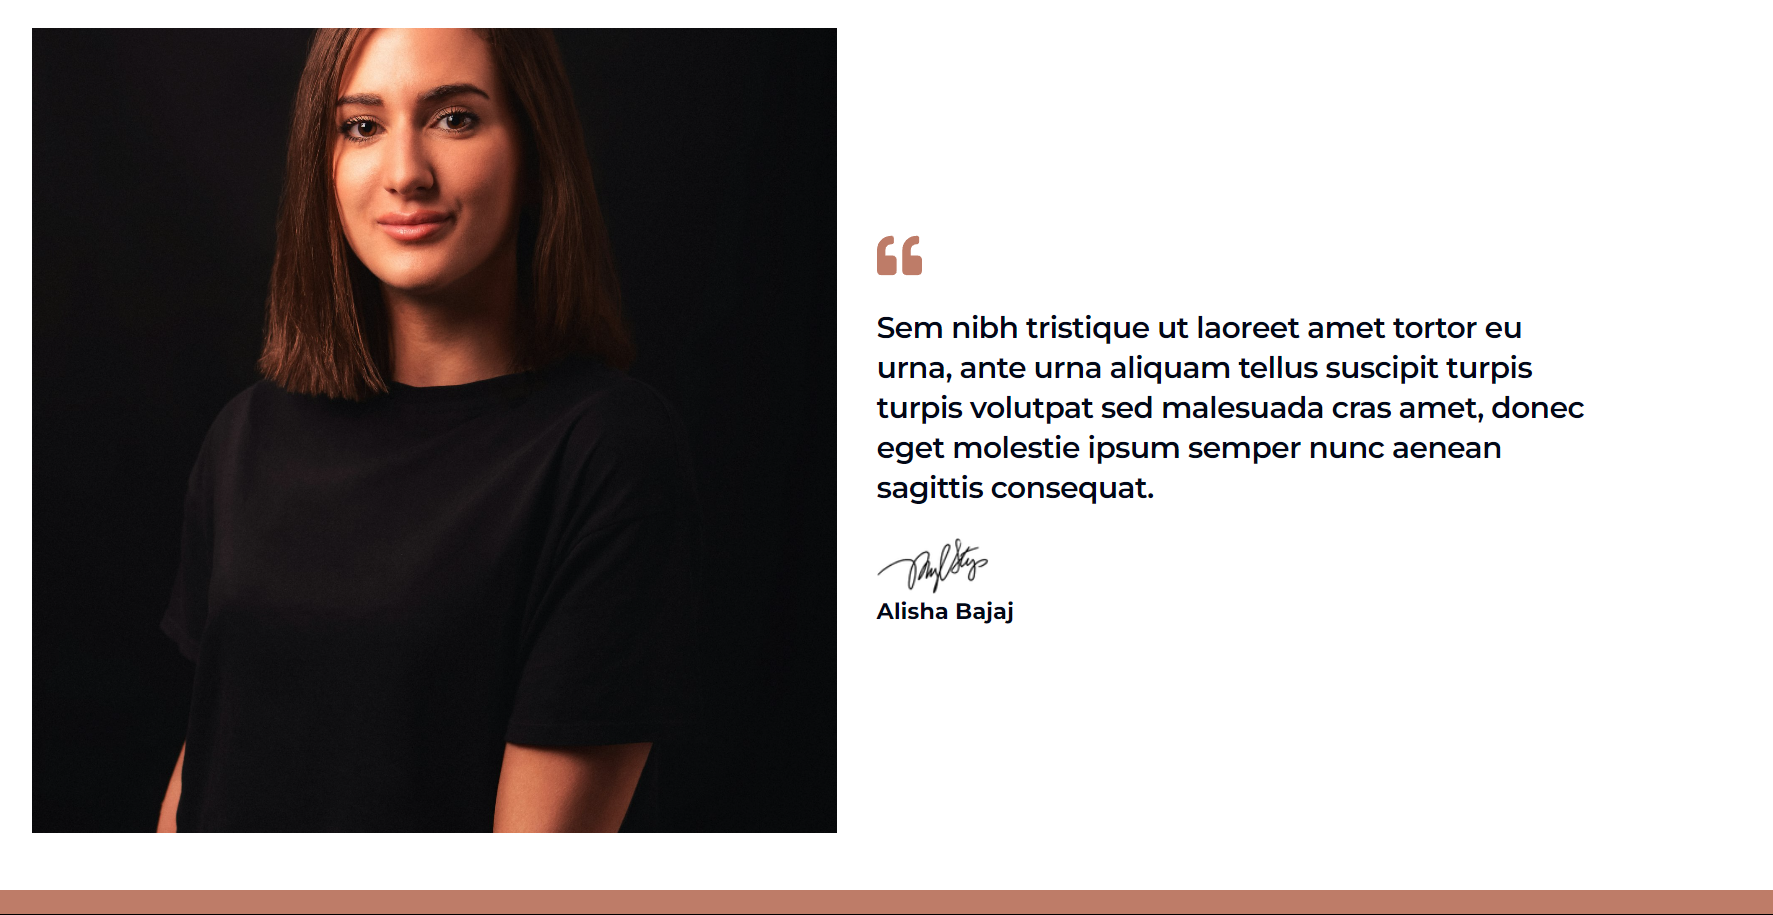 Sem nibh tristique ut laoreet amet tortor eu
urna, ante urna aliquam tellus suscipit turpis
turpis volutpat sed malesuada cras amet, donec
eget molestie ipsum semper nunc aenean
sagittis consequat.
Alisha Bajaj